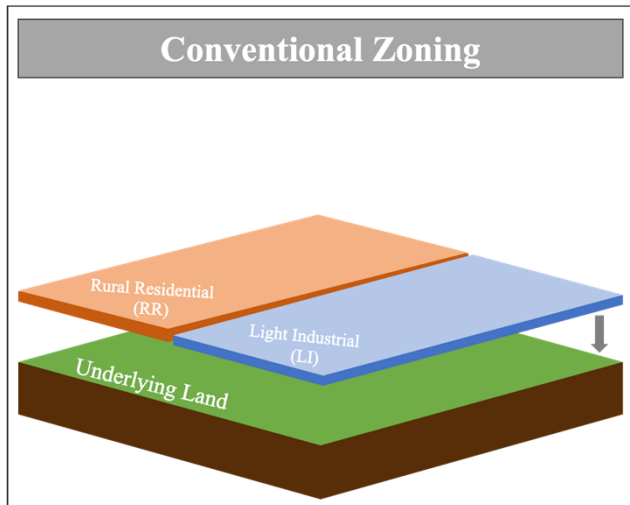 Conventional Zoning
Rural Residential
(RR)
Light Industrial
(LI)
Underlying Land